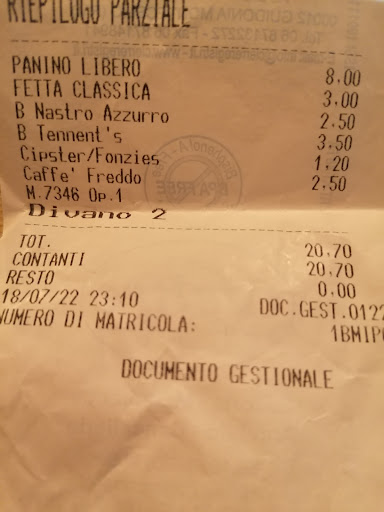 RIEPILOGO PARZIALE
PANINO LIBERO 8.00
FETTA CLASSICA 3.00
B Nastro Azzurro 2.50
B Tennent's 3.50
Cipster/Fonzies 1.20
Caffe' Freddo 2.50
M.7346 Op.1
Divano 2
TOT. 20.70
CONTANTI 20.70
RESTO 0.00
18/07/22 23:10 DOC.GEST.0122
NUMERO DI MATRICOLA: 1BMIP
DOCUMENTO GESTIONALE